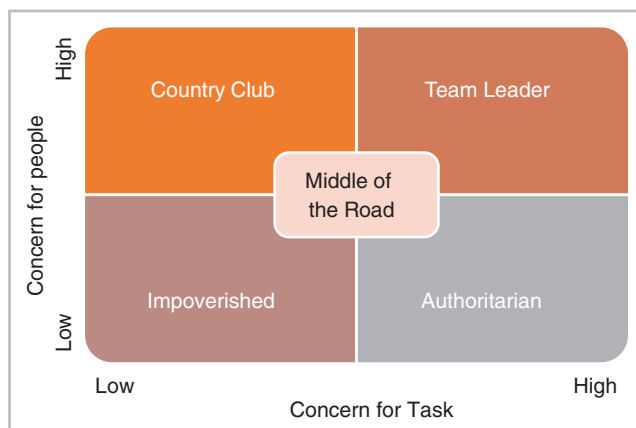 High
Country Club
Team Leader
Concern for people
Middle of
the Road
Impoverished
Authoritarian
Low
Low
High
Concern for Task